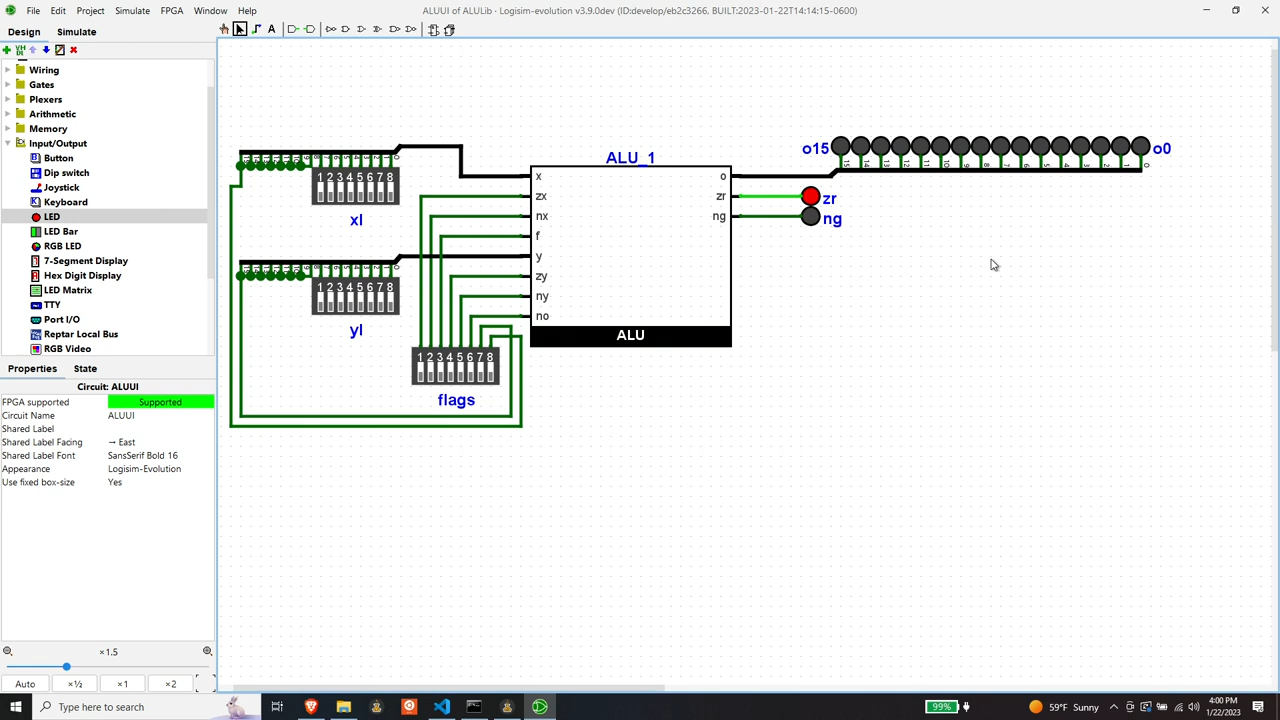 File Edit Project Simulate FPGA Window Help
ALUUI of ALULib - Logisim-evolution v3.9.0dev (ID:develop/eb2c3266, BUILT:2023-01-22T14:14:15-0600)
Design Simulate
Wiring
Gates
Plexers
Arithmetic
Memory
Input/Output
Button
Dip switch
Joystick
Keyboard
LED
LED Bar
RGB LED
7-Segment Display
Hex Digit Display
LED Matrix
TTY
Port I/O
Reptar Local Bus
RGB Video
Properties State
Circuit: ALUUI
FPGA supported Supported
Circuit Name ALUUI
Shared Label
Shared Label Facing → East
Shared Label Font SansSerif Bold 16
Appearance Logisim-Evolution
Use fixed box-size Yes
×1.5
Auto ×½ ×1 ×2
1 2 3 4 5 6 7 8
xl
1 2 3 4 5 6 7 8
yl
1 2 3 4 5 6 7 8
flags
ALU_1
x
zx
nx
f
y
zy
ny
no
o
zr
ng
ALU
o15
o0
zr
ng
Type here to search
99%
59°F Sunny
4:00 PM
1/22/2023